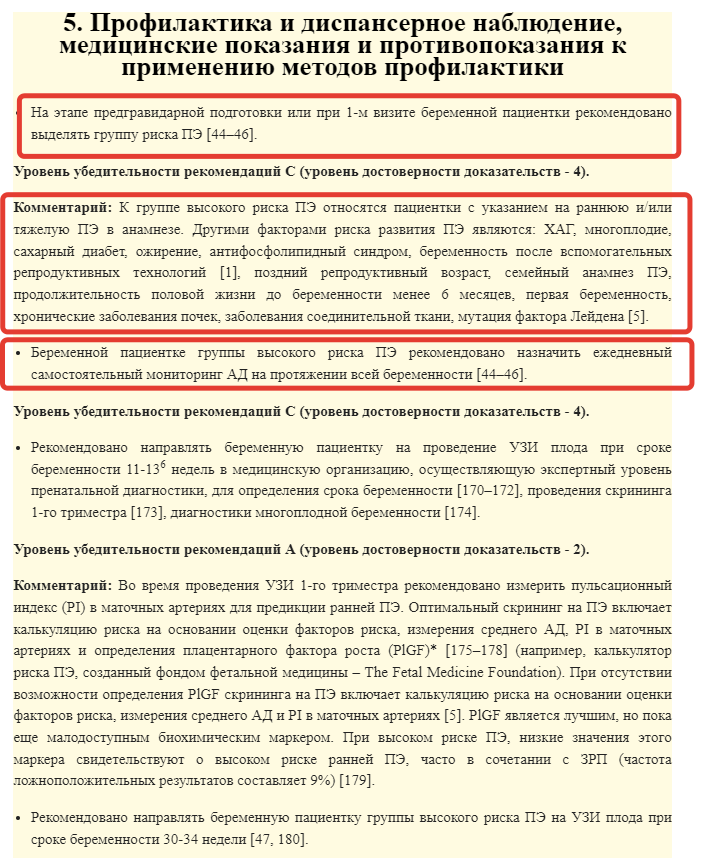 5. Профилактика и диспансерное наблюдение,
медицинские показания и противопоказания к
применению методов профилактики
• На этапе предгравидарной подготовки или при 1-м визите беременной пациентки рекомендовано
выделять группу риска ПЭ [44–46].
Уровень убедительности рекомендаций С (уровень достоверности доказательств - 4).
Комментарий: К группе высокого риска ПЭ относятся пациентки с указанием на раннюю и/или
тяжелую ПЭ в анамнезе. Другими факторами риска развития ПЭ являются: ХАГ, многоплодие,
сахарный диабет, ожирение, антифосфолипидный синдром, беременность после вспомогательных
репродуктивных технологий [1], поздний репродуктивный возраст, семейный анамнез ПЭ,
продолжительность половой жизни до беременности менее 6 месяцев, первая беременность,
хронические заболевания почек, заболевания соединительной ткани, мутация фактора Лейдена [5].
• Беременной пациентке группы высокого риска ПЭ рекомендовано назначить ежедневный
самостоятельный мониторинг АД на протяжении всей беременности [44–46].
Уровень убедительности рекомендаций С (уровень достоверности доказательств - 4).
• Рекомендовано направлять беременную пациентку на проведение УЗИ плода при сроке
беременности 11-13⁶ недель в медицинскую организацию, осуществляющую экспертный уровень
пренатальной диагностики, для определения срока беременности [170–172], проведения скрининга
1-го триместра [173], диагностики многоплодной беременности [174].
Уровень убедительности рекомендаций А (уровень достоверности доказательств - 2).
Комментарий: Во время проведения УЗИ 1-го триместра рекомендовано измерить пульсационный
индекс (PI) в маточных артериях для предикции ранней ПЭ. Оптимальный скрининг на ПЭ включает
калькуляцию риска на основании оценки факторов риска, измерения среднего АД, PI в маточных
артериях и определения плацентарного фактора роста (PlGF)* [175–178] (например, калькулятор
риска ПЭ, созданный фондом фетальной медицины – The Fetal Medicine Foundation). При отсутствии
возможности определения PlGF скрининга на ПЭ включает калькуляцию риска на основании оценки
факторов риска, измерения среднего АД и PI в маточных артериях [5]. PlGF является лучшим, но пока
еще малодоступным биохимическим маркером. При высоком риске ПЭ, низкие значения этого
маркера свидетельствуют о высоком риске ранней ПЭ, часто в сочетании с ЗРП (частота
ложноположительных результатов составляет 9%) [179].
• Рекомендовано направлять беременную пациентку группы высокого риска ПЭ на УЗИ плода при
сроке беременности 30-34 недели [47, 180].